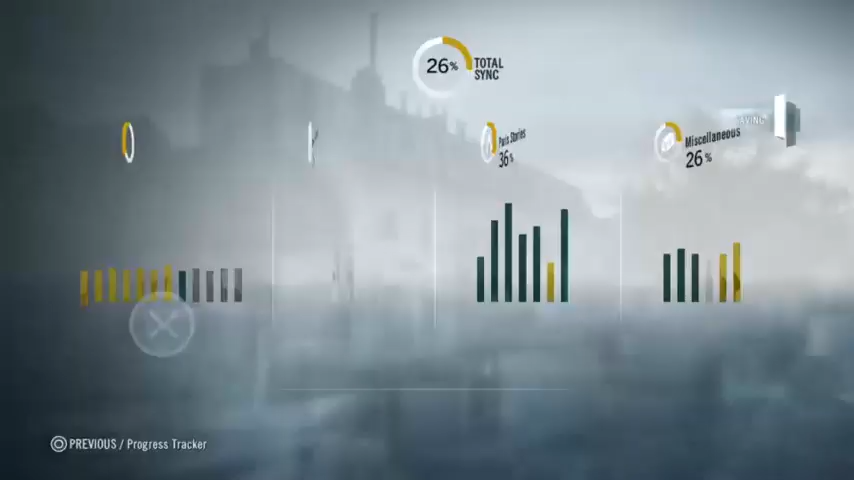 26%
TOTAL
SYNC
Paris Stories
36%
Miscellaneous
26%
PREVIOUS / Progress Tracker